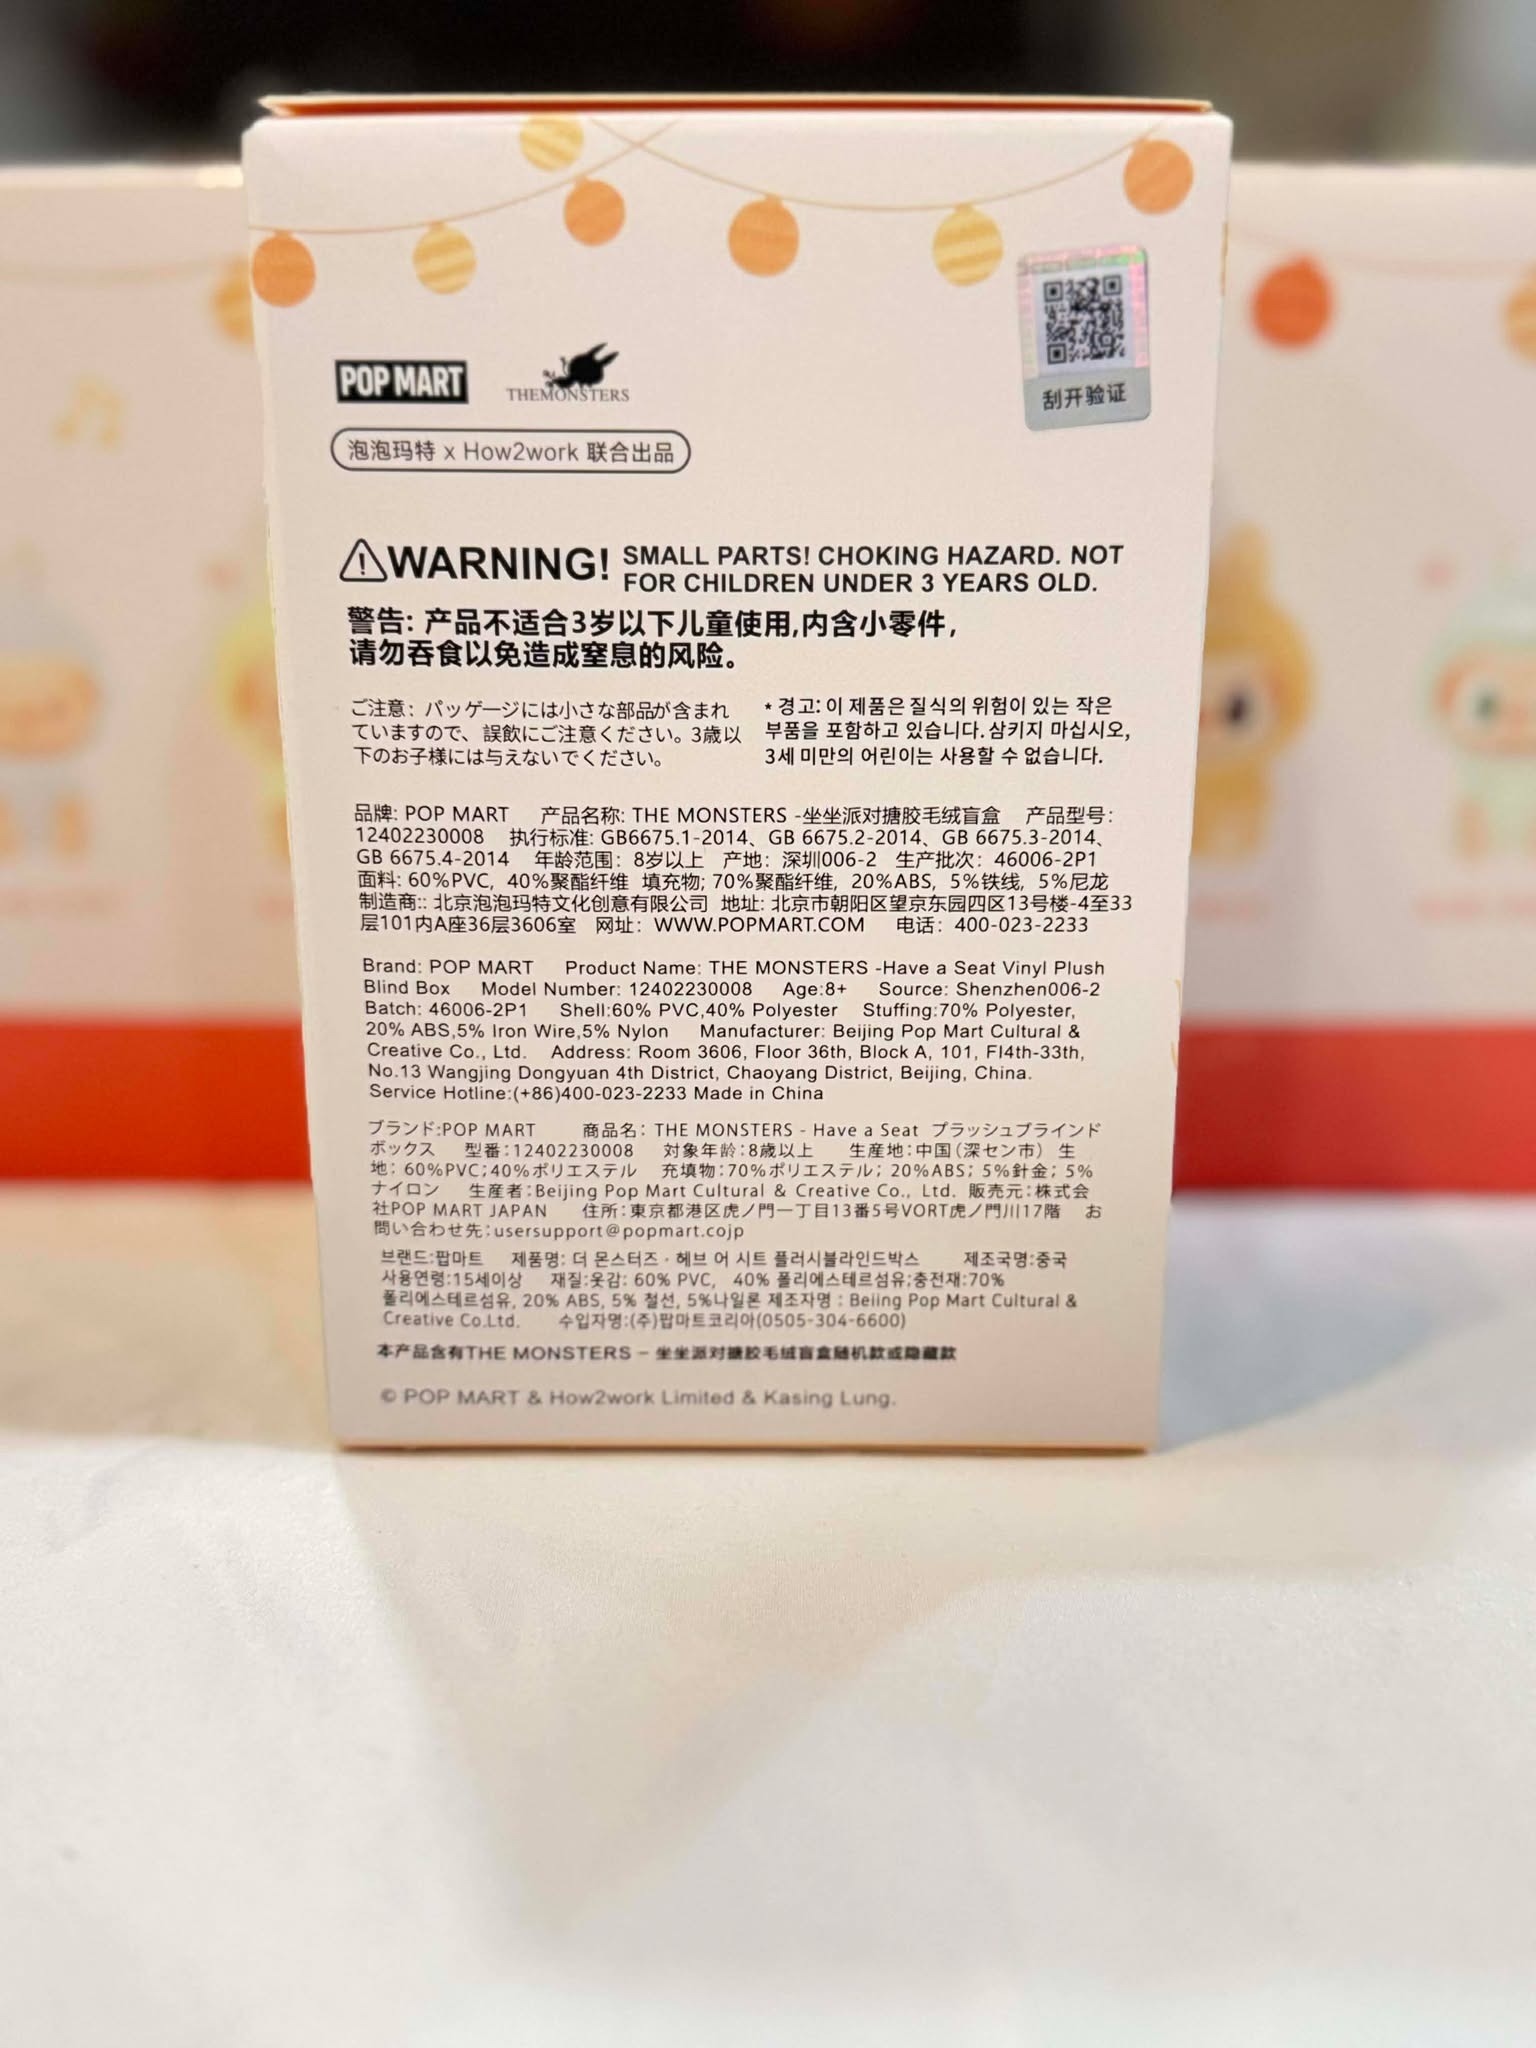 POP MART
THEMONSTERS
刮开验证
泡泡玛特 x How2work 联合出品
WARNING! SMALL PARTS! CHOKING HAZARD. NOT
FOR CHILDREN UNDER 3 YEARS OLD.
警告: 产品不适合3岁以下儿童使用,内含小零件，
请勿吞食以免造成窒息的风险。
ご注意：パッゲージには小さな部品が含まれ
ていますので、誤飲にご注意ください。3歳以
下のお子様には与えないでください。
* 경고: 이 제품은 질식의 위험이 있는 작은
부품을 포함하고 있습니다. 삼키지 마십시오,
3세 미만의 어린이는 사용할 수 없습니다.
品牌: POP MART 产品名称: THE MONSTERS -坐坐派对搪胶毛绒盲盒 产品型号:
12402230008 执行标准: GB6675.1-2014、GB 6675.2-2014、GB 6675.3-2014、
GB 6675.4-2014 年龄范围：8岁以上 产地：深圳006-2 生产批次：46006-2P1
面料: 60%PVC, 40%聚酯纤维 填充物; 70%聚酯纤维, 20%ABS, 5%铁线, 5%尼龙
制造商:: 北京泡泡玛特文化创意有限公司 地址: 北京市朝阳区望京东园四区13号楼-4至33
层101内A座36层3606室 网址：WWW.POPMART.COM 电话：400-023-2233
Brand: POP MART Product Name: THE MONSTERS -Have a Seat Vinyl Plush
Blind Box Model Number: 12402230008 Age:8+ Source: Shenzhen006-2
Batch: 46006-2P1 Shell:60% PVC,40% Polyester Stuffing:70% Polyester,
20% ABS,5% Iron Wire,5% Nylon Manufacturer: Beijing Pop Mart Cultural &
Creative Co., Ltd. Address: Room 3606, Floor 36th, Block A, 101, Fl4th-33th,
No.13 Wangjing Dongyuan 4th District, Chaoyang District, Beijing, China.
Service Hotline:(+86)400-023-2233 Made in China
ブランド:POP MART 商品名：THE MONSTERS - Have a Seat プラッシュブラインド
ボックス 型番：12402230008 対象年齢：8歳以上 生産地：中国（深セン市） 生
地；60%PVC；40%ポリエステル 充填物：70%ポリエステル；20%ABS；5%針金；5%
ナイロン 生産者：Beijing Pop Mart Cultural & Creative Co., Ltd. 販売元：株式会
社POP MART JAPAN 住所：東京都港区虎ノ門一丁目13番5号VORT虎ノ門川17階 お
問い合わせ先：usersupport@popmart.cojp
브랜드:팝마트 제품명: 더 몬스터즈 · 헤브 어 시트 플러시블라인드박스 제조국명:중국
사용연령:15세이상 재질:옷감: 60% PVC, 40% 폴리에스테르섬유;충전재:70%
폴리에스테르섬유, 20% ABS, 5% 철선, 5%나일론 제조자명 : Beiing Pop Mart Cultural &
Creative Co.Ltd. 수입자명:(주)팝마트코리아(0505-304-6600)
本产品含有THE MONSTERS – 坐坐派对搪胶毛绒盲盒随机款或隐藏款
© POP MART & How2work Limited & Kasing Lung.